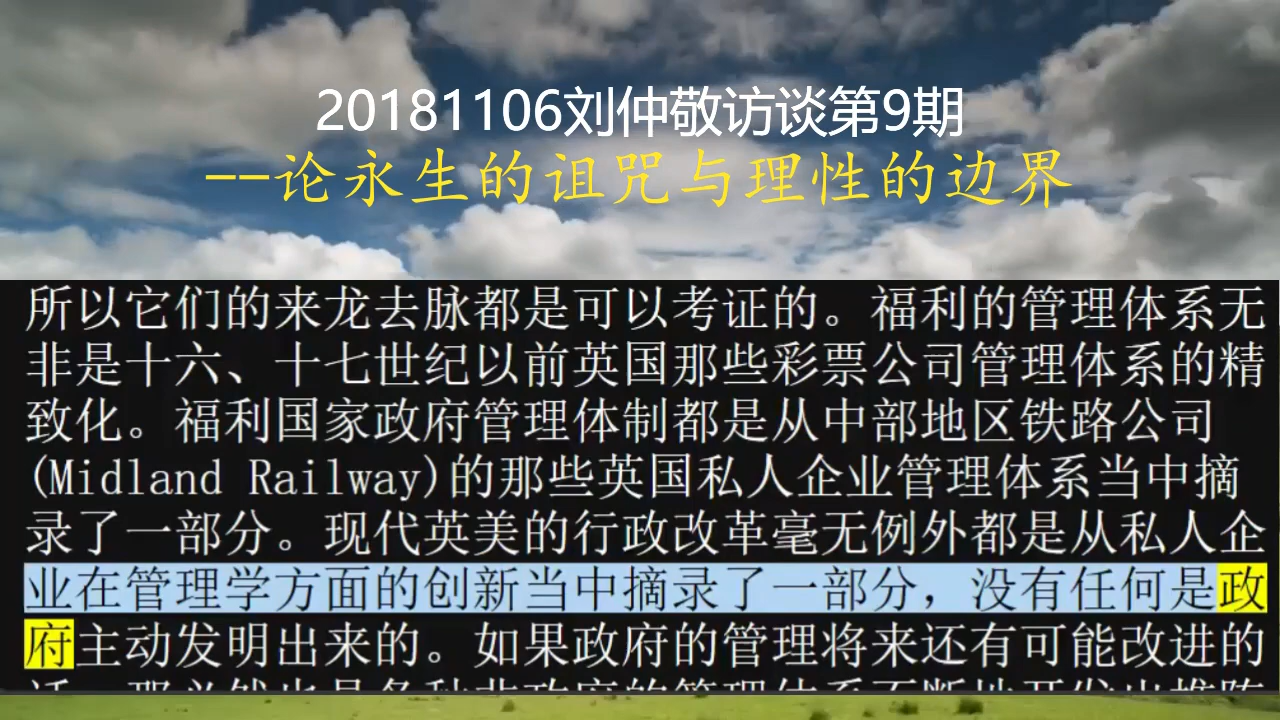 20181106刘仲敬访谈第9期
--论永生的诅咒与理性的边界
所以它们的来龙去脉都是可以考证的。福利的管理体系无
非是十六、十七世纪以前英国那些彩票公司管理体系的精
致化。福利国家政府管理体制都是从中部地区铁路公司
(Midland Railway)的那些英国私人企业管理体系当中摘
录了一部分。现代英美的行政改革毫无例外都是从私人企
业在管理学方面的创新当中摘录了一部分，没有任何是政
府主动发明出来的。如果政府的管理将来还有可能改进的